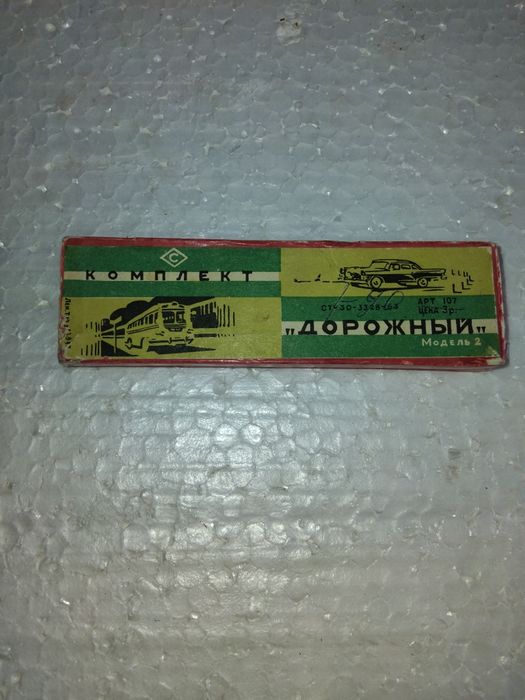 С
КОМПЛЕКТ
АРТ 107
ЦЕНА 3р.-
„ДОРОЖНЫЙ„
МОДЕЛЬ 2